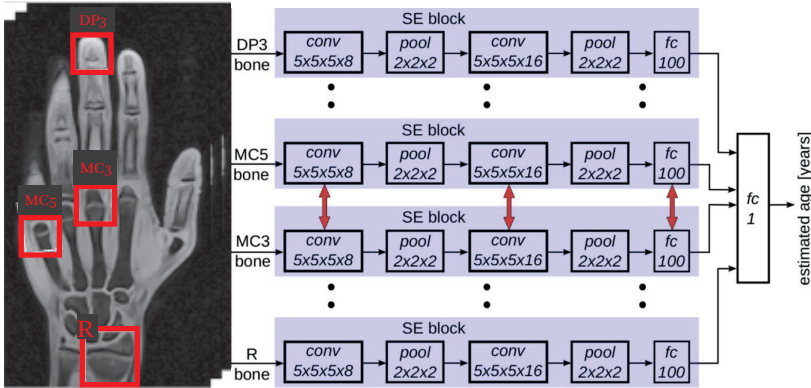 DP3
MC3
MC5
R
SE block
DP3
bone
conv
5x5x5x8
pool
2x2x2
conv
5x5x5x16
pool
2x2x2
fc
100
SE block
MC5
bone
conv
5x5x5x8
pool
2x2x2
conv
5x5x5x16
pool
2x2x2
fc
100
SE block
MC3
bone
conv
5x5x5x8
pool
2x2x2
conv
5x5x5x16
pool
2x2x2
fc
100
SE block
R
bone
conv
5x5x5x8
pool
2x2x2
conv
5x5x5x16
pool
2x2x2
fc
100
fc
1
estimated age [years]